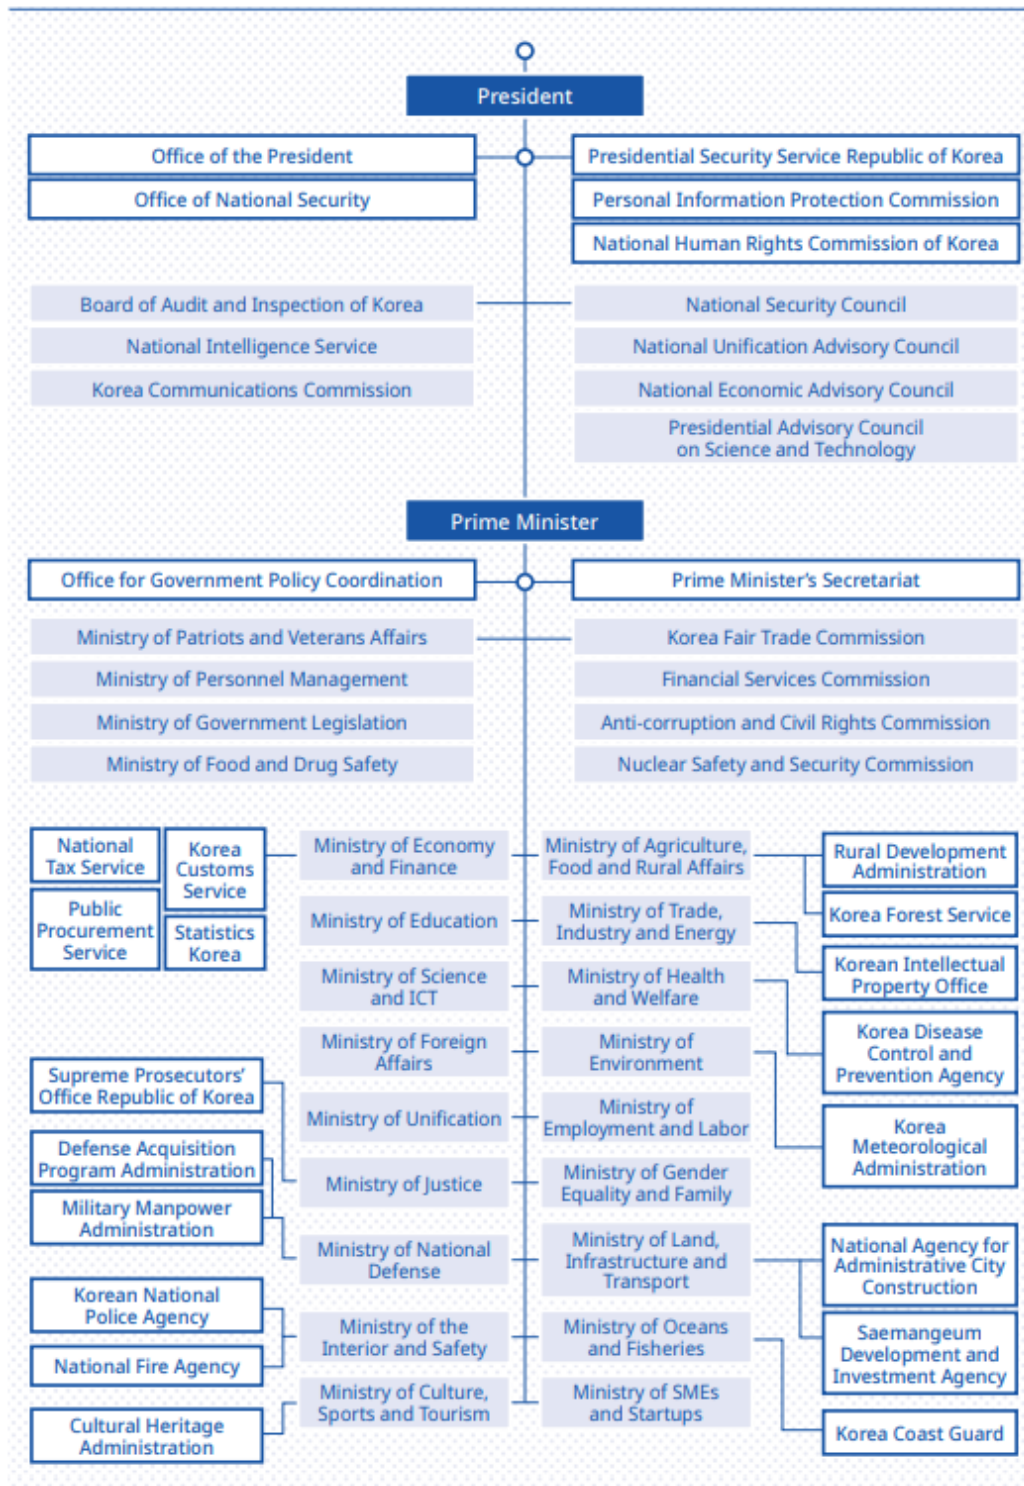 President
Office of the President
Office of National Security
Presidential Security Service Republic of Korea
Personal Information Protection Commission
National Human Rights Commission of Korea
Board of Audit and Inspection of Korea
National Intelligence Service
Korea Communications Commission
National Security Council
National Unification Advisory Council
National Economic Advisory Council
Presidential Advisory Council
on Science and Technology
Prime Minister
Office for Government Policy Coordination
Prime Minister's Secretariat
Ministry of Patriots and Veterans Affairs
Ministry of Personnel Management
Ministry of Government Legislation
Ministry of Food and Drug Safety
Korea Fair Trade Commission
Financial Services Commission
Anti-corruption and Civil Rights Commission
Nuclear Safety and Security Commission
National
Tax Service
Korea
Customs
Service
Public
Procurement
Service
Statistics
Korea
Supreme Prosecutors'
Office Republic of Korea
Defense Acquisition
Program Administration
Military Manpower
Administration
Korean National
Police Agency
National Fire Agency
Cultural Heritage
Administration
Ministry of Economy
and Finance
Ministry of Education
Ministry of Science
and ICT
Ministry of Foreign
Affairs
Ministry of Unification
Ministry of Justice
Ministry of National
Defense
Ministry of the
Interior and Safety
Ministry of Culture,
Sports and Tourism
Ministry of Agriculture,
Food and Rural Affairs
Ministry of Trade,
Industry and Energy
Ministry of Health
and Welfare
Ministry of
Environment
Ministry of
Employment and Labor
Ministry of Gender
Equality and Family
Ministry of Land,
Infrastructure and
Transport
Ministry of Oceans
and Fisheries
Ministry of SMEs
and Startups
Rural Development
Administration
Korea Forest Service
Korean Intellectual
Property Office
Korea Disease
Control and
Prevention Agency
Korea
Meteorological
Administration
National Agency for
Administrative City
Construction
Saemangeum
Development and
Investment Agency
Korea Coast Guard